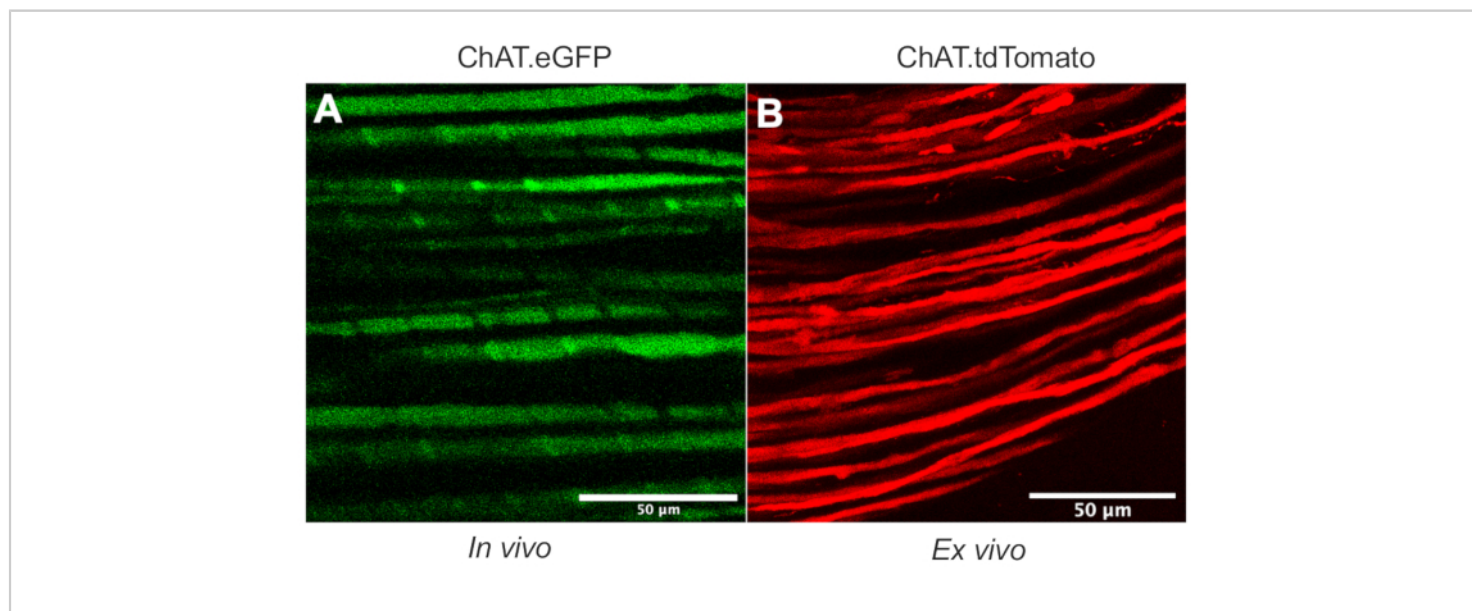 ChAT.eGFP
ChAT.tdTomato
A
B
50 µm
50 µm
In vivo
Ex vivo